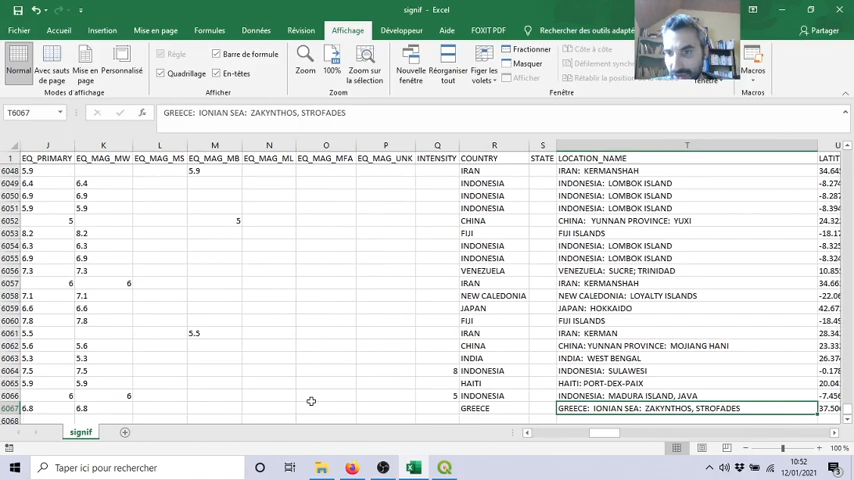 signif - Excel
Fichier Accueil Insertion Mise en page Formules Données Révision Affichage Développeur Aide FOXIT PDF Rechercher des outils adapté Partager
Normal Avec sauts de page Mise en page Personnalisé
Modes d'affichage
Règle Barre de formule
Quadrillage En-têtes
Afficher
Zoom 100% Zoom sur la sélection
Zoom
Nouvelle fenêtre Réorganiser tout Figer les volets
Fractionner
Masquer
Afficher
Côte à côte
Défilement synchr
Rétablir la position
Fenêtre
Macros
Macros
T6067 fx GREECE: IONIAN SEA: ZAKYNTHOS, STROFADES
J K L M N O P Q R S T U
1 EQ_PRIMARY EQ_MAG_MW EQ_MAG_MS EQ_MAG_MB EQ_MAG_ML EQ_MAG_MFA EQ_MAG_UNK INTENSITY COUNTRY STATE LOCATION_NAME LATIT
6048 5.9 5.9 IRAN IRAN: KERMANSHAH 34.645
6049 6.4 6.4 INDONESIA INDONESIA: LOMBOK ISLAND -8.274
6050 6.9 6.9 INDONESIA INDONESIA: LOMBOK ISLAND -8.287
6051 5.9 5.9 INDONESIA INDONESIA: LOMBOK ISLAND -8.394
6052 5 5 CHINA CHINA: YUNNAN PROVINCE: YUXI 24.322
6053 8.2 8.2 FIJI FIJI ISLANDS -18.17
6054 6.3 6.3 INDONESIA INDONESIA: LOMBOK ISLAND -8.325
6055 6.9 6.9 INDONESIA INDONESIA: LOMBOK ISLAND -8.324
6056 7.3 7.3 VENEZUELA VENEZUELA: SUCRE; TRINIDAD 10.855
6057 6 6 IRAN IRAN: KERMANSHAH 34.66
6058 7.1 7.1 NEW CALEDONIA NEW CALEDONIA: LOYALTY ISLANDS -22.06
6059 6.6 6.6 JAPAN JAPAN: HOKKAIDO 42.67
6060 7.8 7.8 FIJI FIJI ISLANDS -18.49
6061 5.5 5.5 IRAN IRAN: KERMAN 28.34
6062 5.6 5.6 CHINA CHINA: YUNNAN PROVINCE: MOJIANG HANI 23.33
6063 5.3 5.3 INDIA INDIA: WEST BENGAL 26.374
6064 7.5 7.5 8 INDONESIA INDONESIA: SULAWESI -0.178
6065 5.9 5.9 HAITI HAITI: PORT-DEX-PAIX 20.04
6066 6 6 5 INDONESIA INDONESIA: MADURA ISLAND, JAVA -7.456
6067 6.8 6.8 GREECE GREECE: IONIAN SEA: ZAKYNTHOS, STROFADES 37.506
6068
signif
100 %
Taper ici pour rechercher
10:52
12/01/2021